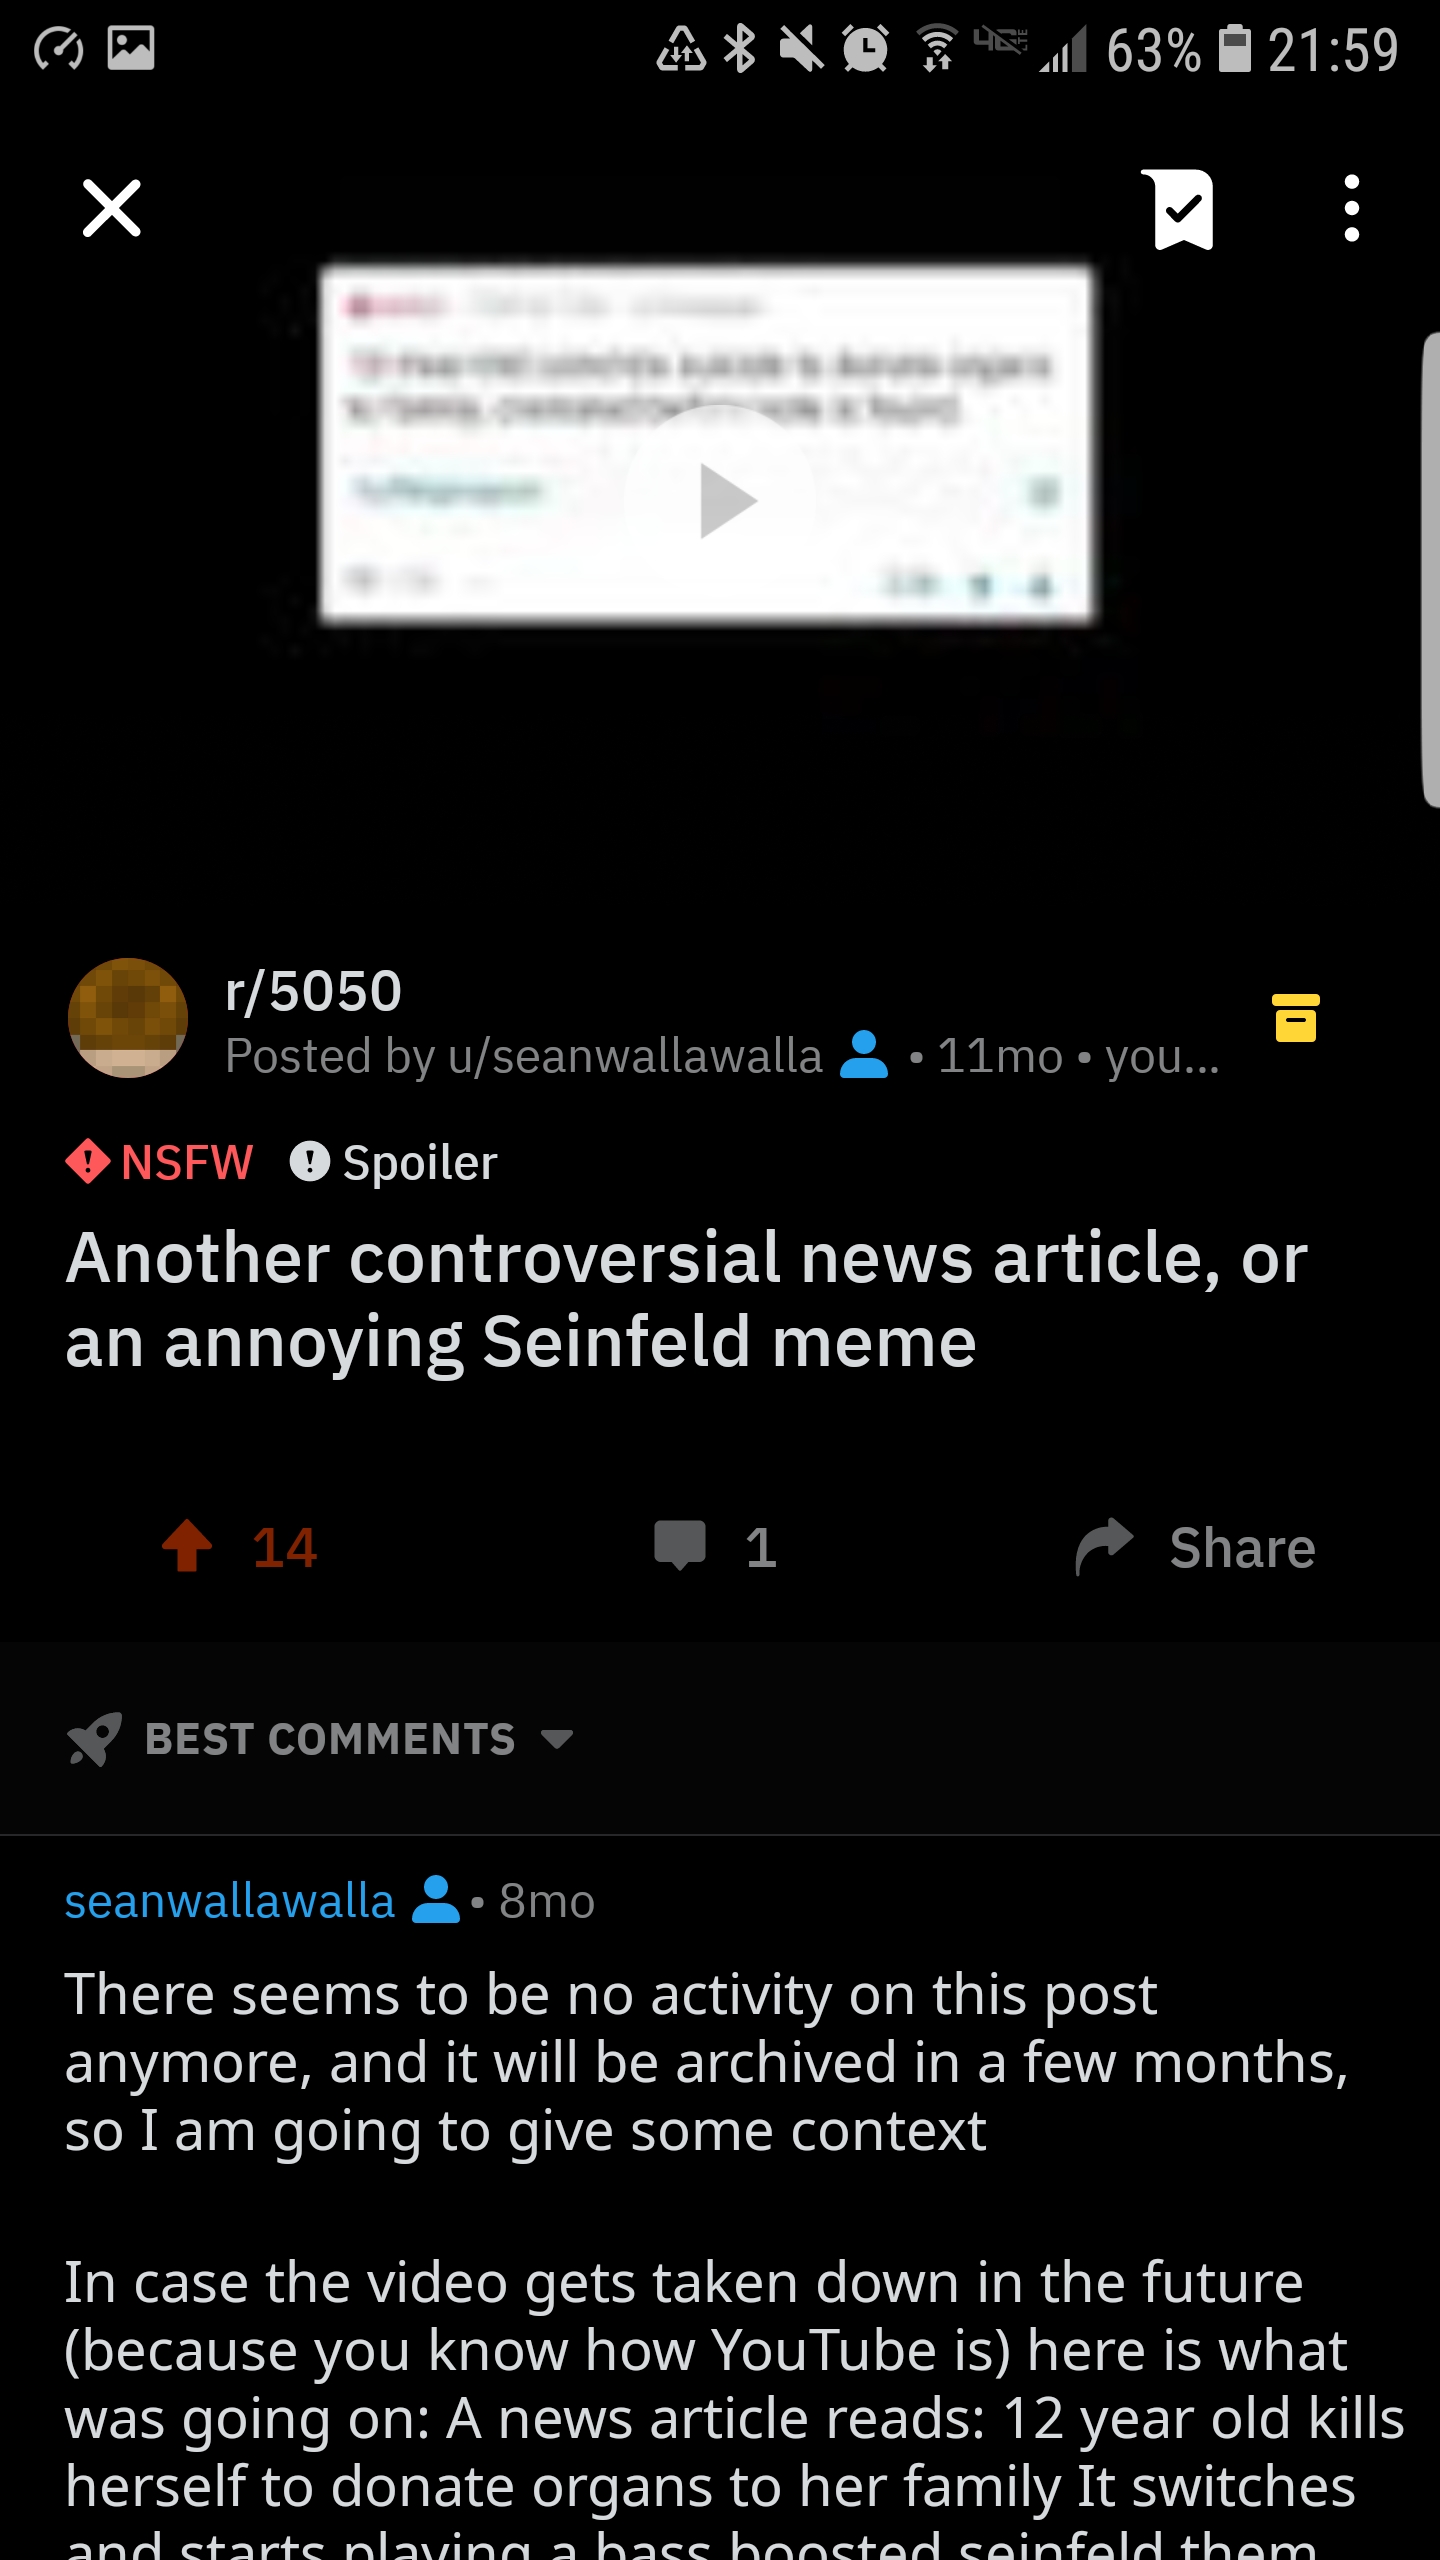 63% 21:59
r/5050
Posted by u/seanwallawalla • 11mo • you...
NSFW Spoiler
Another controversial news article, or
an annoying Seinfeld meme
14 1 Share
BEST COMMENTS
seanwallawalla • 8mo
There seems to be no activity on this post
anymore, and it will be archived in a few months,
so I am going to give some context
In case the video gets taken down in the future
(because you know how YouTube is) here is what
was going on: A news article reads: 12 year old kills
herself to donate organs to her family It switches
and starts playing a bass boosted seinfeld them